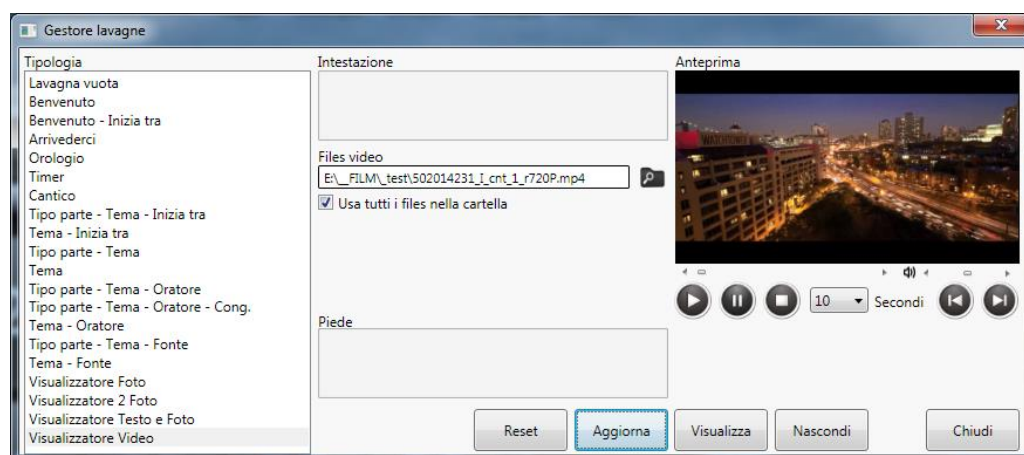 Gestore lavagne
Tipologia
Lavagna vuota
Benvenuto
Benvenuto - Inizia tra
Arrivederci
Orologio
Timer
Cantico
Tipo parte - Tema - Inizia tra
Tema - Inizia tra
Tipo parte - Tema
Tema
Tipo parte - Tema - Oratore
Tipo parte - Tema - Oratore - Cong.
Tema - Oratore
Tipo parte - Tema - Fonte
Tema - Fonte
Visualizzatore Foto
Visualizzatore 2 Foto
Visualizzatore Testo e Foto
Visualizzatore Video
Intestazione
Files video
E:\__FILM\_test\502014231_I_cnt_1_r720P.mp4
Usa tutti i files nella cartella
Piede
Anteprima
WATCHTOWER
10 Secondi
Reset Aggiorna Visualizza Nascondi Chiudi